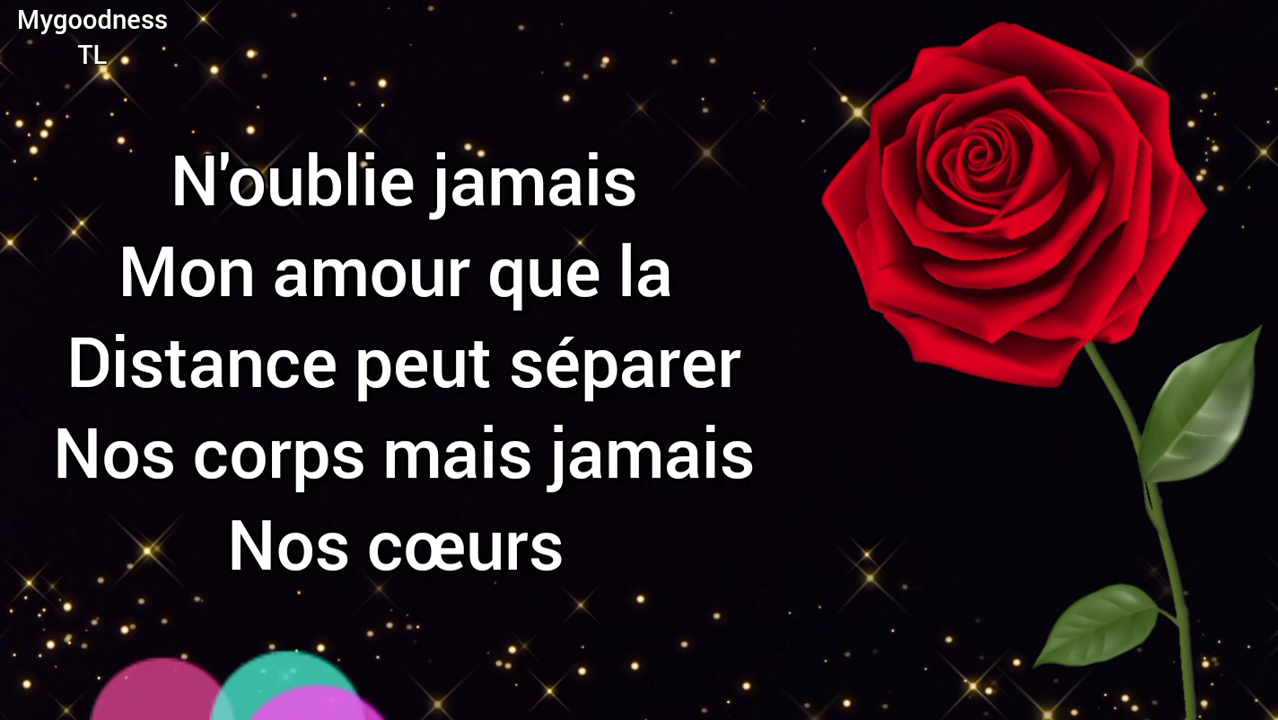 Mygoodness
TL
N'oublie jamais
Mon amour que la
Distance peut séparer
Nos corps mais jamais
Nos cœurs